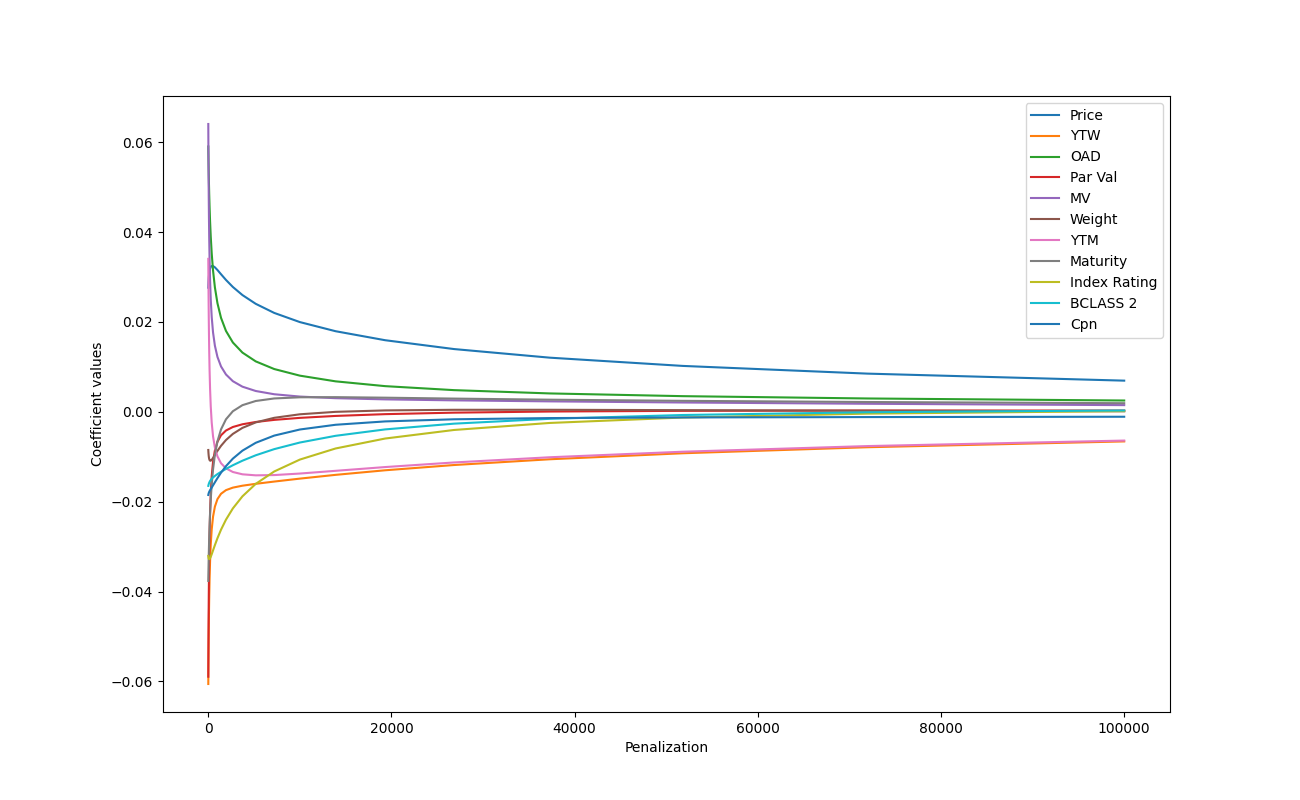 Price
YTW
OAD
Par Val
MV
Weight
YTM
Maturity
Index Rating
BCLASS 2
Cpn
0.06
0.04
0.02
0.00
−0.02
−0.04
−0.06
Coefficient values
0 20000 40000 60000 80000 100000
Penalization